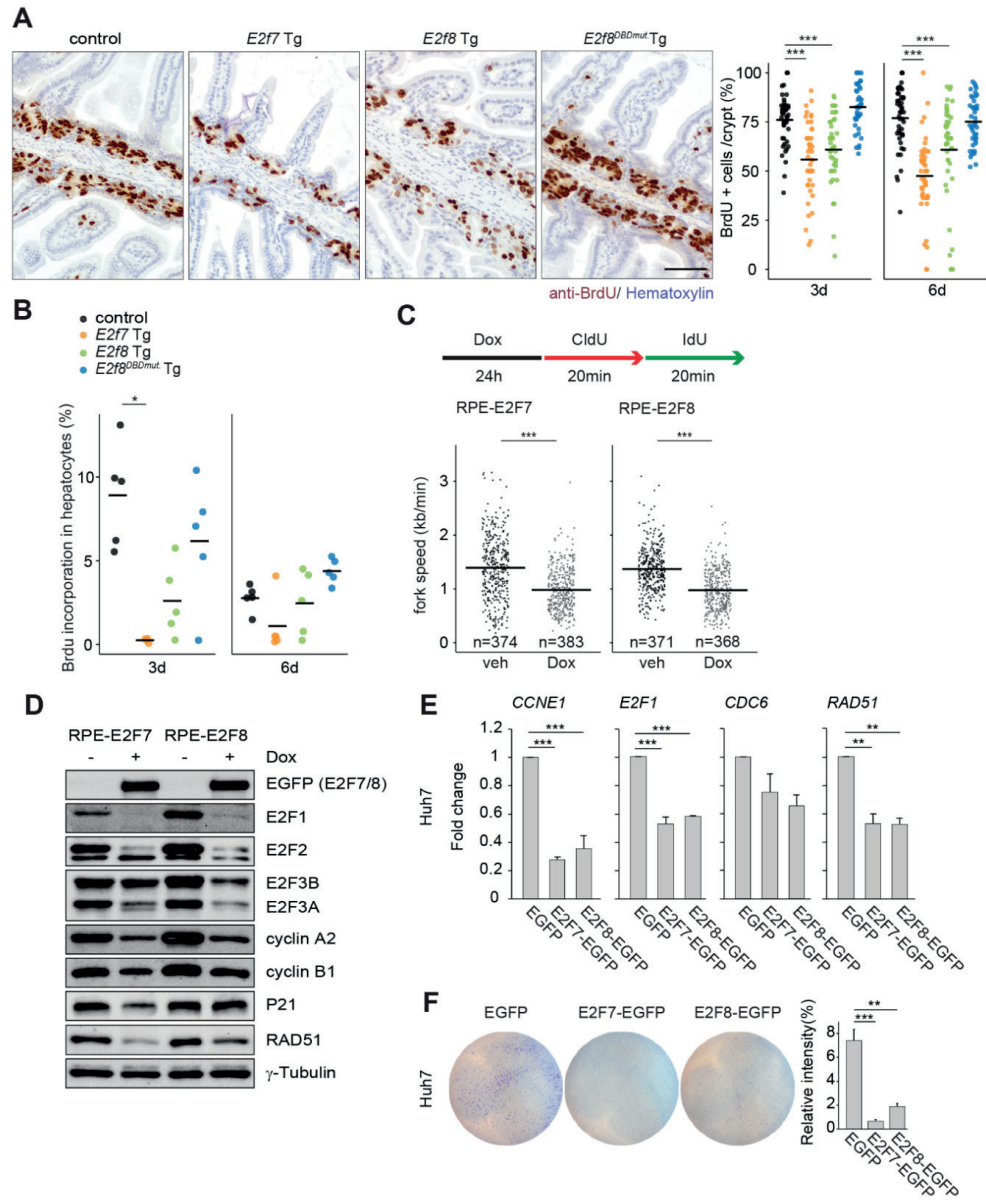 A
control
E2f7 Tg
E2f8 Tg
E2f8DBDmut. Tg
anti-BrdU/ Hematoxylin
BrdU + cells /crypt (%)
100
75
50
25
0
***
***
***
***
3d
6d
B
control
E2f7 Tg
E2f8 Tg
E2f8DBDmut. Tg
Brdu incorporation in hepatocytes (%)
10
5
0
*
3d
6d
C
Dox
CldU
IdU
24h
20min
20min
RPE-E2F7
RPE-E2F8
fork speed (kb/min)
3
2
1
0
***
***
n=374
n=383
n=371
n=368
veh
Dox
veh
Dox
D
RPE-E2F7
RPE-E2F8
- + - + Dox
EGFP (E2F7/8)
E2F1
E2F2
E2F3B
E2F3A
cyclin A2
cyclin B1
P21
RAD51
γ-Tubulin
E
CCNE1
E2F1
CDC6
RAD51
Huh7
Fold change
1.2
1
0.8
0.6
0.4
0.2
0
***
***
***
***
**
**
EGFP
E2F7-EGFP
E2F8-EGFP
EGFP
E2F7-EGFP
E2F8-EGFP
EGFP
E2F7-EGFP
E2F8-EGFP
EGFP
E2F7-EGFP
E2F8-EGFP
F
EGFP
E2F7-EGFP
E2F8-EGFP
Huh7
Relative intensity(%)
8
6
4
2
0
**
***
EGFP
E2F7-EGFP
E2F8-EGFP